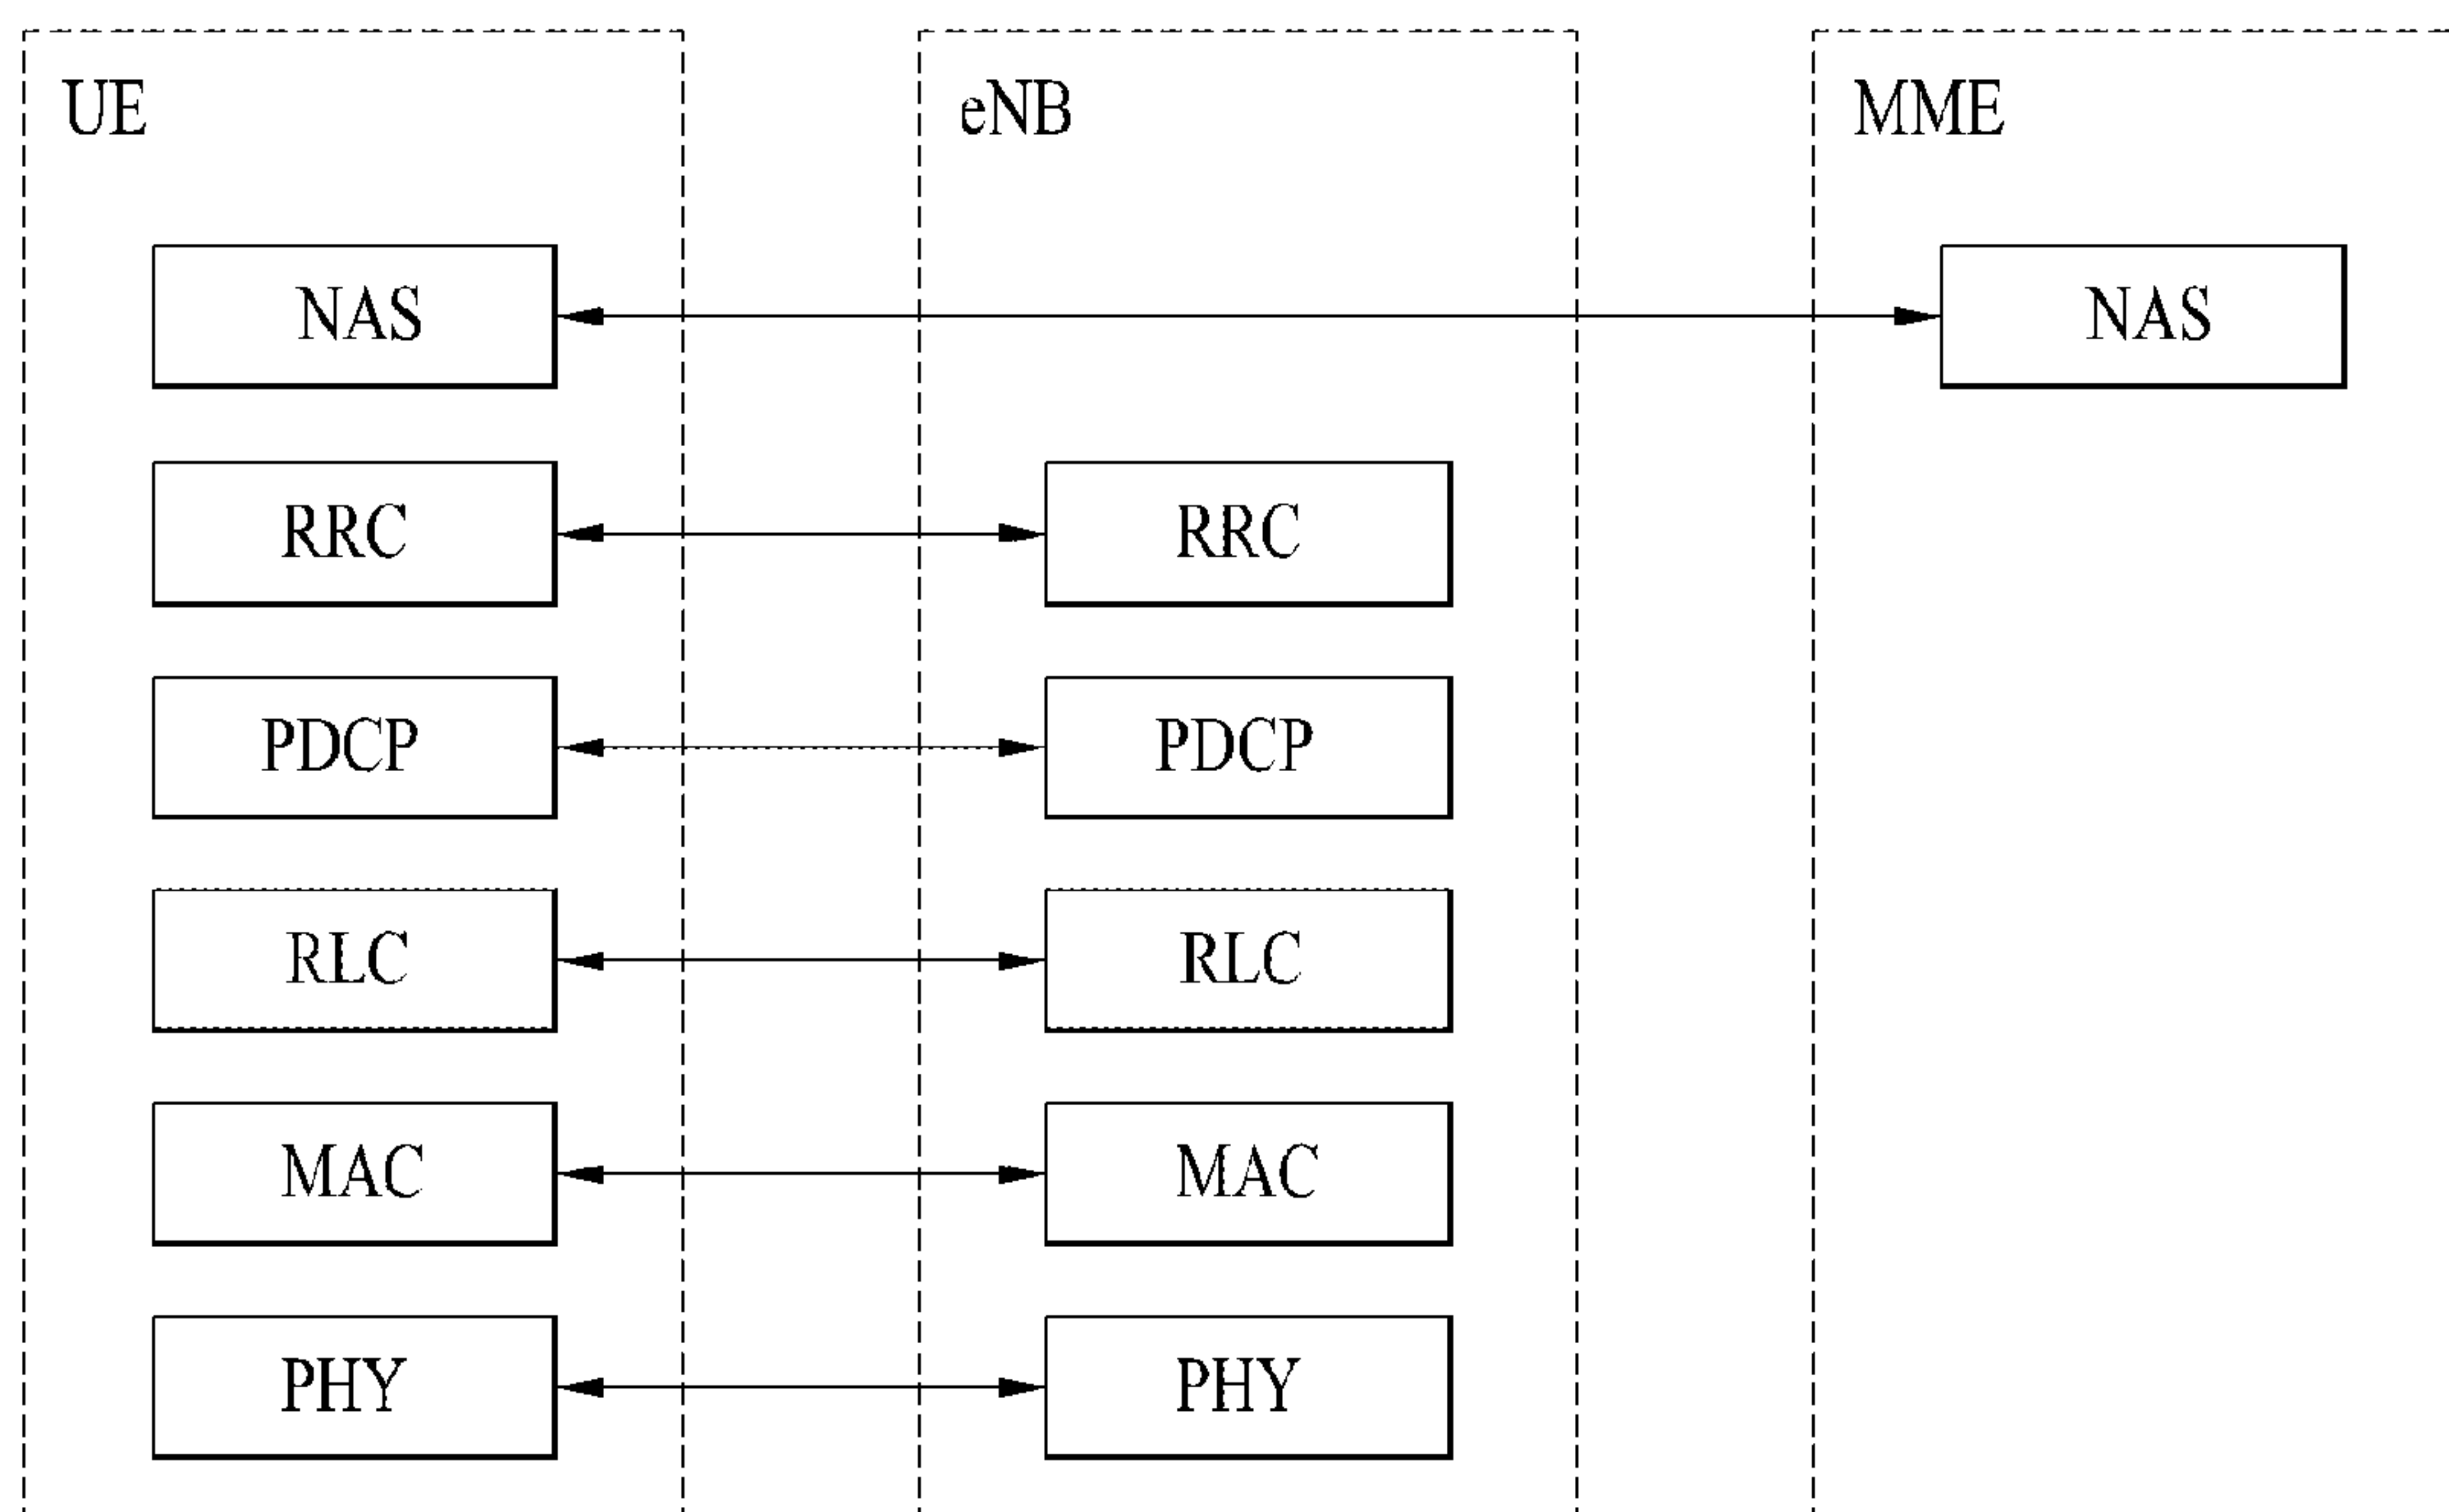 UE eNB MME
NAS NAS
RRC RRC
PDCP PDCP
RLC RLC
MAC MAC
PHY PHY